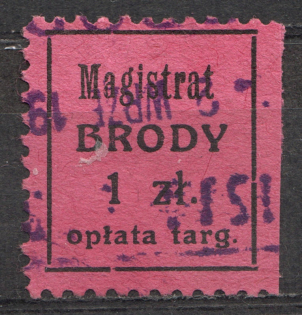 Magistrat
BRODY
1 zł.
opłata targ.